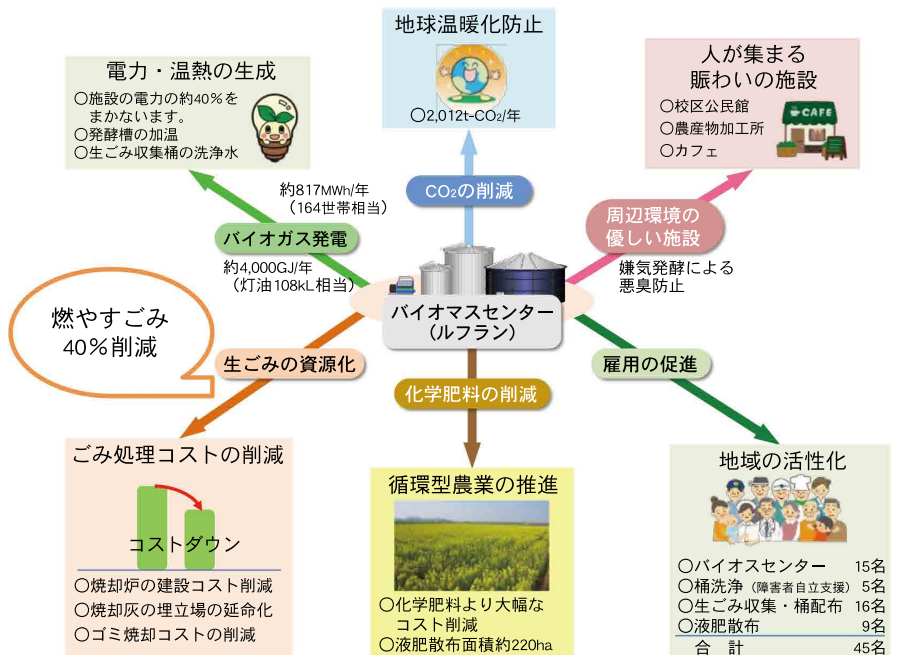 地球温暖化防止
○2,012t-CO₂/年
電力・温熱の生成
○施設の電力の約40%を
まかないます。
○発酵槽の加温
○生ごみ収集桶の洗浄水
人が集まる
賑わいの施設
○校区公民館
○農産物加工所
○カフェ
CAFE
約817MWh/年
（164世帯相当）
バイオガス発電
約4,000GJ/年
（灯油108kL相当）
CO₂の削減
周辺環境の
優しい施設
嫌気発酵による
悪臭防止
バイオマスセンター
（ルフラン）
燃やすごみ
40%削減
生ごみの資源化
化学肥料の削減
雇用の促進
ごみ処理コストの削減
コストダウン
○焼却炉の建設コスト削減
○焼却灰の埋立場の延命化
○ゴミ焼却コストの削減
循環型農業の推進
○化学肥料より大幅な
コスト削減
○液肥散布面積約220ha
地域の活性化
○バイオスセンター 15名
○桶洗浄（障害者自立支援） 5名
○生ごみ収集・桶配布 16名
○液肥散布 9名
合 計 45名